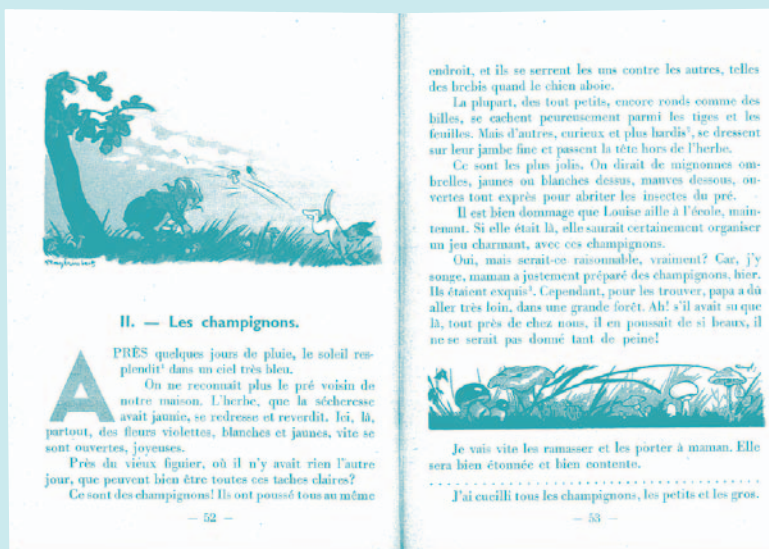 II. — Les champignons.
APRÈS quelques jours de pluie, le soleil res-
plendit¹ dans un ciel très bleu.
On ne reconnaît plus le pré voisin de
notre maison. L'herbe, que la sécheresse
avait jaunie, se redresse et reverdit. Ici, là,
partout, des fleurs violettes, blanches et jaunes, vite se
sont ouvertes, joyeuses.
Près du vieux figuier, où il n'y avait rien l'autre
jour, que peuvent bien être toutes ces taches claires?
Ce sont des champignons! Ils ont poussé tous au même
— 52 —
endroit, et ils se serrent les uns contre les autres, telles
des brebis quand le chien aboie.
La plupart, des tout petits, encore ronds comme des
billes, se cachent peureusement parmi les tiges et les
feuilles. Mais d'autres, curieux et plus hardis², se dressent
sur leur jambe fine et passent la tête hors de l'herbe.
Ce sont les plus jolis. On dirait de mignonnes om-
brelles, jaunes ou blanches dessus, mauves dessous, ou-
vertes tout exprès pour abriter les insectes du pré.
Il est bien dommage que Louise aille à l'école, main-
tenant. Si elle était là, elle saurait certainement organiser
un jeu charmant, avec ces champignons.
Oui, mais serait-ce raisonnable, vraiment? Car, j'y
songe, maman a justement préparé des champignons, hier.
Ils étaient exquis³. Cependant, pour les trouver, papa a dû
aller très loin, dans une grande forêt. Ah! s'il avait su que
là, tout près de chez nous, il en poussait de si beaux, il
ne se serait pas donné tant de peine!
Je vais vite les ramasser et les porter à maman. Elle
sera bien étonnée et bien contente.
J'ai cueilli tous les champignons, les petits et les gros.
— 53 —